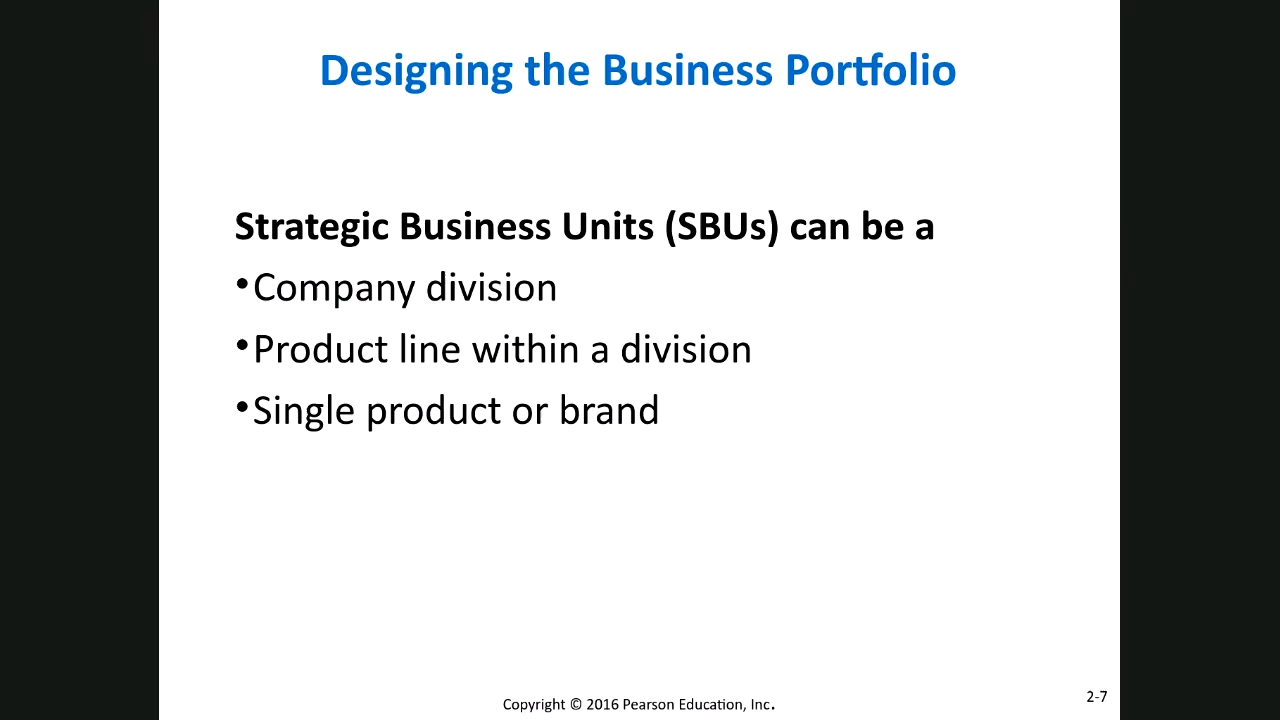 Designing the Business Portfolio
Strategic Business Units (SBUs) can be a
•Company division
•Product line within a division
•Single product or brand
Copyright © 2016 Pearson Education, Inc.
2-7